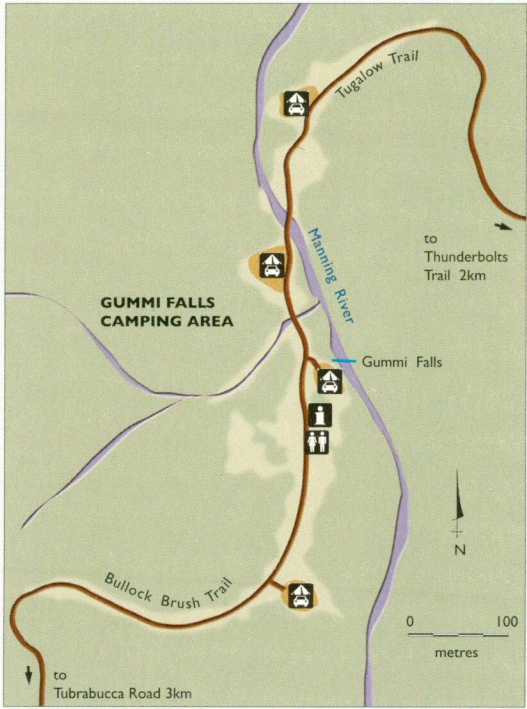 Tugalow Trail
to
Thunderbolts
Trail 2km
Manning River
GUMMI FALLS
CAMPING AREA
Gummi Falls
i
N
Bullock Brush Trail
0 100
metres
to
Tubrabucca Road 3km